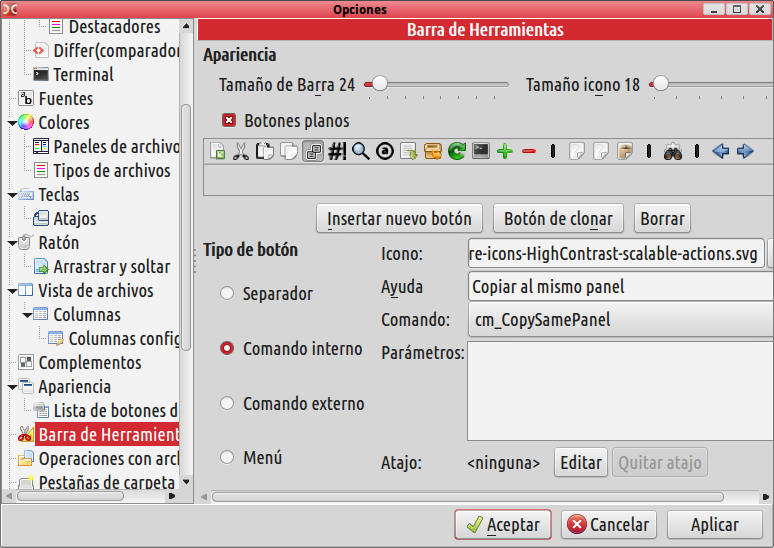 Opciones
Destacadores
Differ(comparador
Terminal
Fuentes
Colores
Paneles de archivo
Tipos de archivos
Teclas
Atajos
Ratón
Arrastrar y soltar
Vista de archivos
Columnas
Columnas config
Complementos
Apariencia
Lista de botones d
Barra de Herramient
Operaciones con arcl
Pestañas de carpeta
Barra de Herramientas
Apariencia
Tamaño de Barra 24 Tamaño icono 18
Botones planos
Insertar nuevo botón Botón de clonar Borrar
Tipo de botón
Separador
Comando interno
Comando externo
Menú
Icono: re-icons-HighContrast-scalable-actions.svg
Ayuda Copiar al mismo panel
Comando: cm_CopySamePanel
Parámetros:
Atajo: <ninguna> Editar Quitar atajo
Aceptar Cancelar Aplicar